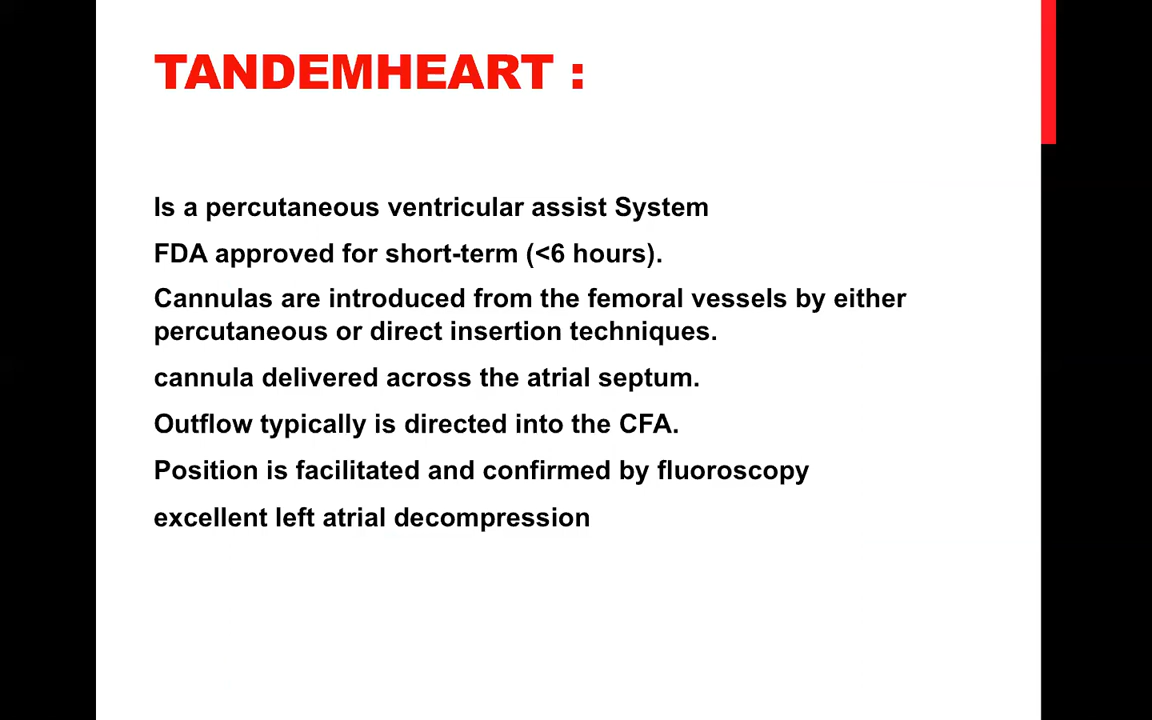 TANDEMHEART :
Is a percutaneous ventricular assist System
FDA approved for short-term (<6 hours).
Cannulas are introduced from the femoral vessels by either
percutaneous or direct insertion techniques.
cannula delivered across the atrial septum.
Outflow typically is directed into the CFA.
Position is facilitated and confirmed by fluoroscopy
excellent left atrial decompression